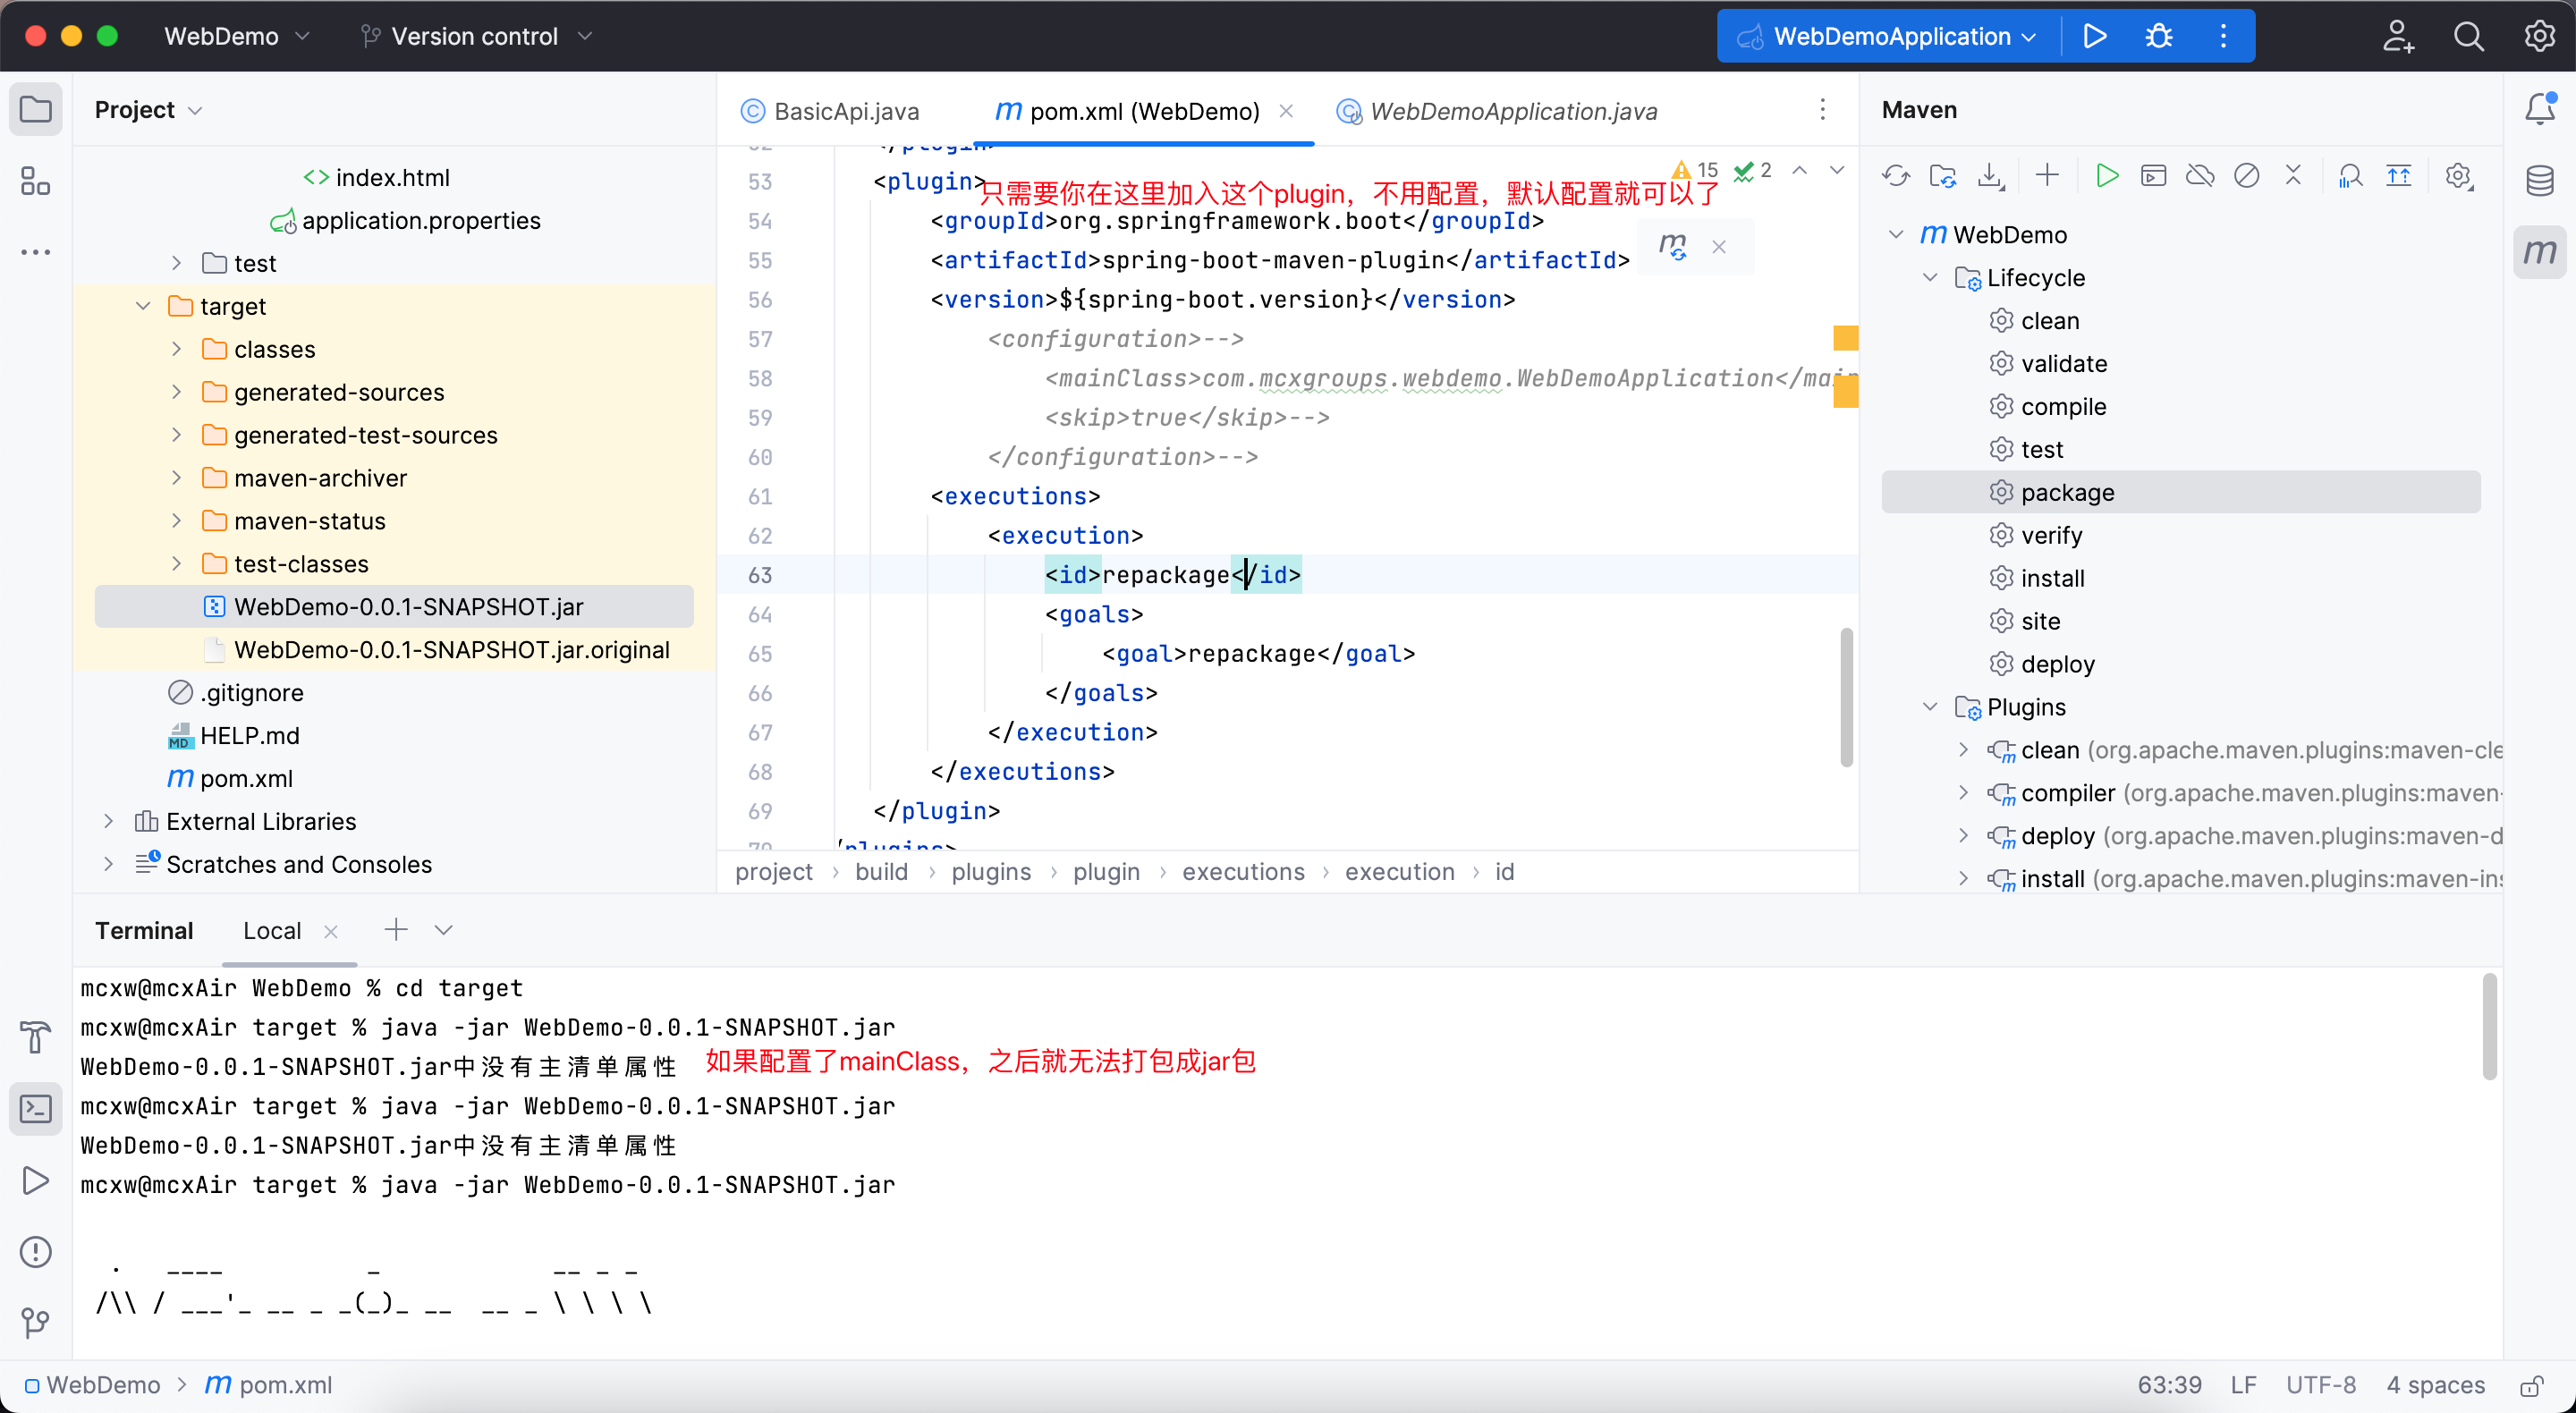 WebDemo
Version control
WebDemoApplication
Project
index.html
application.properties
test
target
classes
generated-sources
generated-test-sources
maven-archiver
maven-status
test-classes
WebDemo-0.0.1-SNAPSHOT.jar
WebDemo-0.0.1-SNAPSHOT.jar.original
.gitignore
MD HELP.md
m pom.xml
External Libraries
Scratches and Consoles
BasicApi.java
m pom.xml (WebDemo)
WebDemoApplication.java
15 2
53 <plugin>
只需要你在这里加入这个plugin，不用配置，默认配置就可以了
54 <groupId>org.springframework.boot</groupId>
55 <artifactId>spring-boot-maven-plugin</artifactId>
56 <version>${spring-boot.version}</version>
57 <configuration>-->
58 <mainClass>com.mcxgroups.webdemo.WebDemoApplication</main
59 <skip>true</skip>-->
60 </configuration>-->
61 <executions>
62 <execution>
63 <id>repackage</id>
64 <goals>
65 <goal>repackage</goal>
66 </goals>
67 </execution>
68 </executions>
69 </plugin>
70 /plugins>
project › build › plugins › plugin › executions › execution › id
Maven
m WebDemo
Lifecycle
clean
validate
compile
test
package
verify
install
site
deploy
Plugins
clean (org.apache.maven.plugins:maven-cle
compiler (org.apache.maven.plugins:maven-
deploy (org.apache.maven.plugins:maven-d
install (org.apache.maven.plugins:maven-ins
Terminal
Local
mcxw@mcxAir WebDemo % cd target
mcxw@mcxAir target % java -jar WebDemo-0.0.1-SNAPSHOT.jar
WebDemo-0.0.1-SNAPSHOT.jar中没有主清单属性
如果配置了mainClass，之后就无法打包成jar包
mcxw@mcxAir target % java -jar WebDemo-0.0.1-SNAPSHOT.jar
WebDemo-0.0.1-SNAPSHOT.jar中没有主清单属性
mcxw@mcxAir target % java -jar WebDemo-0.0.1-SNAPSHOT.jar
  .   ____          _            __ _ _
 /\\ / ___'_ __ _ _(_)_ __  __ _ \ \ \ \
WebDemo > m pom.xml
63:39 LF UTF-8 4 spaces